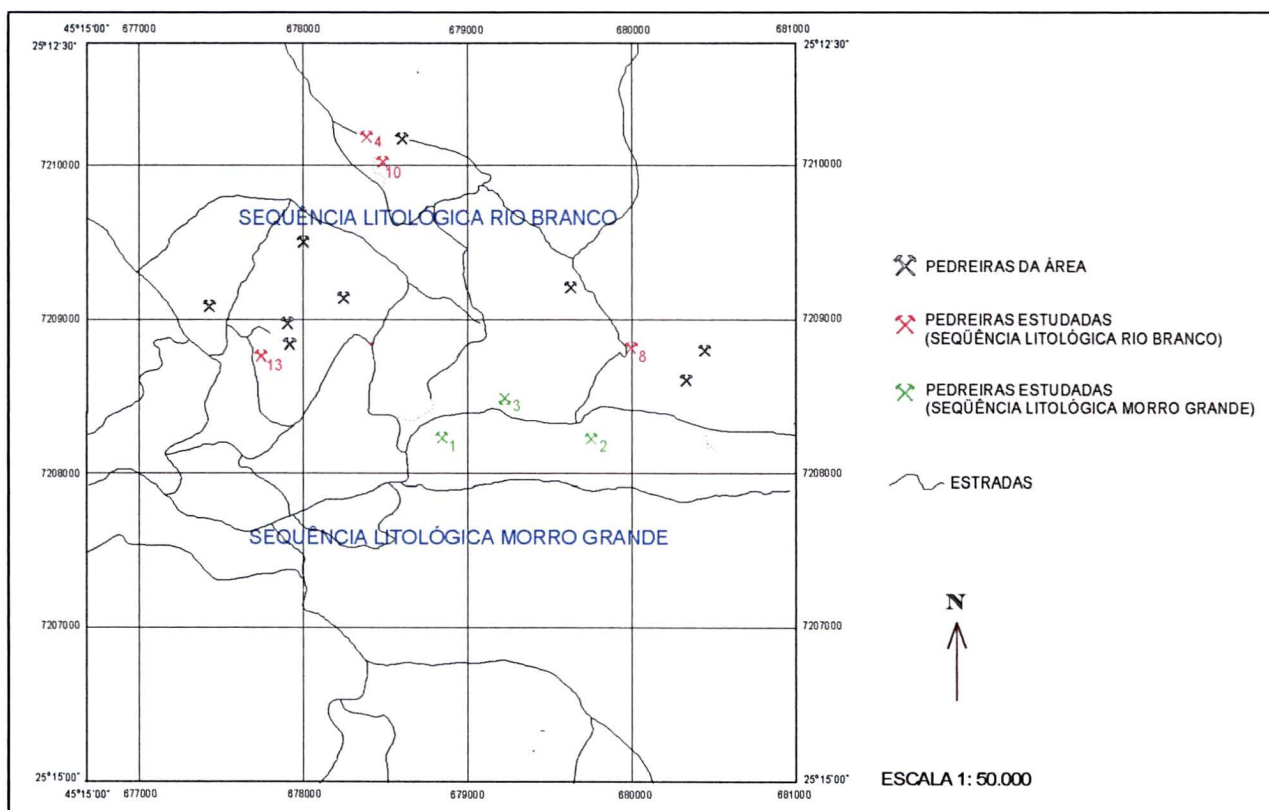 45°15'00" 677000 678000 679000 680000 681000
25°12'30" 25°12'30"
4
7210000 10 7210000
SEQUÊNCIA LITOLÓGICA RIO BRANCO
PEDREIRAS DA ÁREA
7209000 7209000
PEDREIRAS ESTUDADAS
(SEQÜÊNCIA LITOLÓGICA RIO BRANCO)
13 8
PEDREIRAS ESTUDADAS
(SEQÜÊNCIA LITOLÓGICA MORRO GRANDE)
3
1 2
7208000 7208000
ESTRADAS
SEQUÊNCIA LITOLÓGICA MORRO GRANDE
N
7207000 7207000
25°15'00" 25°15'00"
ESCALA 1: 50.000
45°15'00" 677000 678000 679000 680000 681000